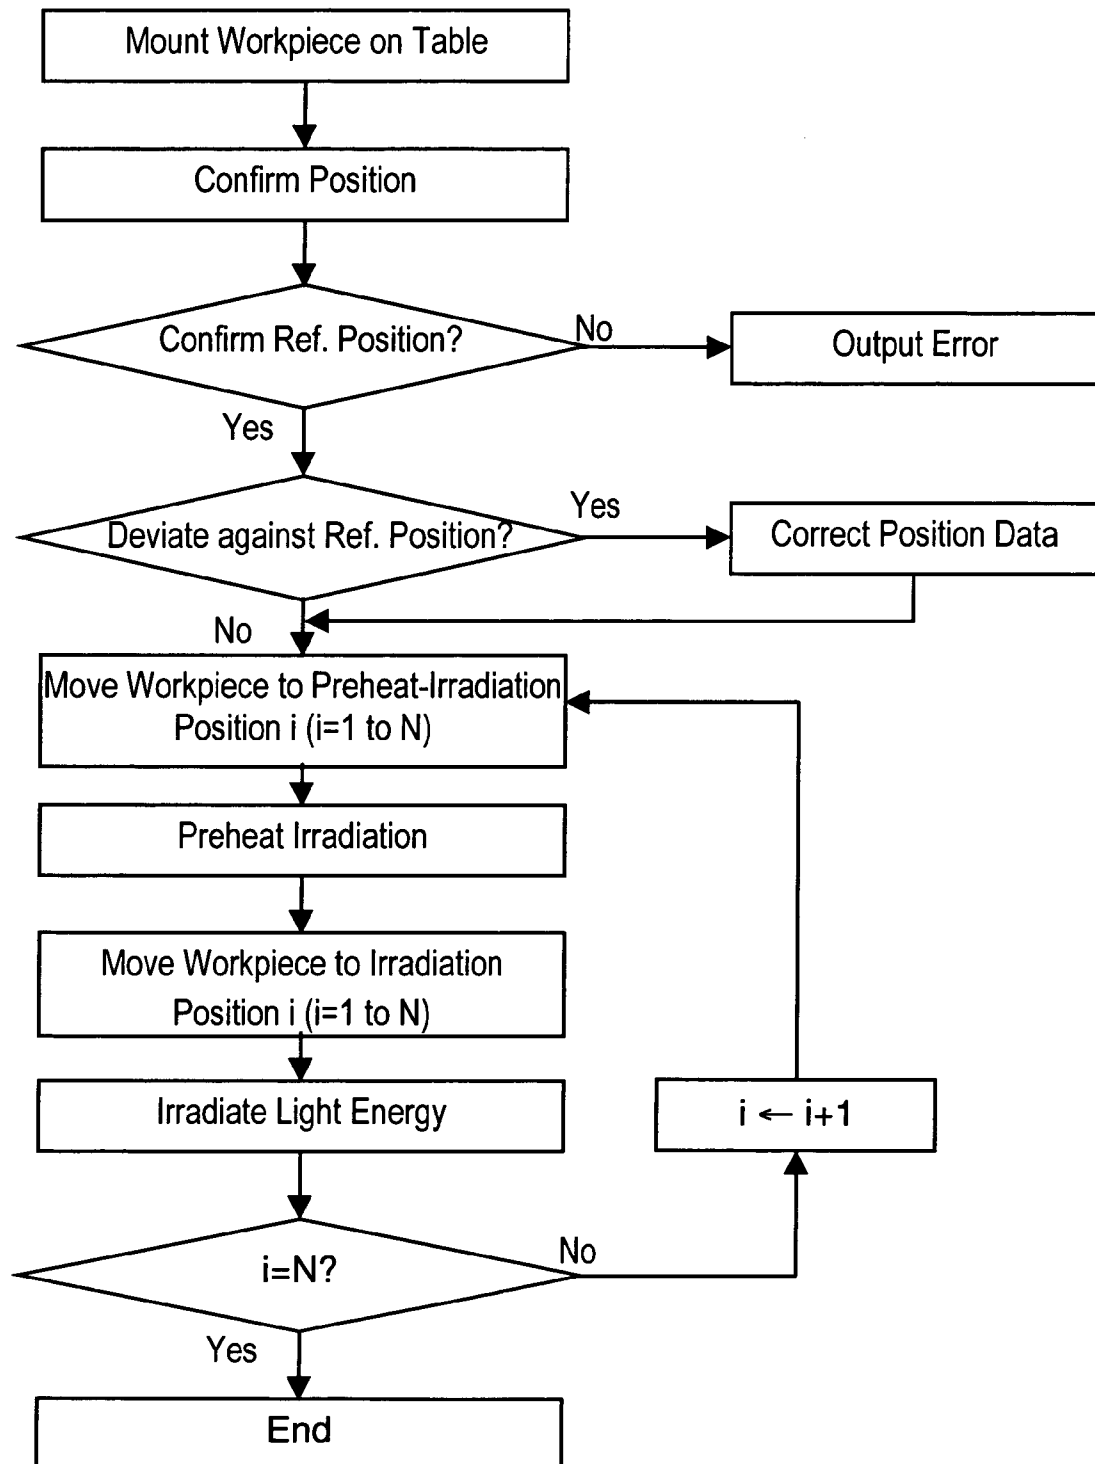 Mount Workpiece on Table
Confirm Position
Confirm Ref. Position?
No
Output Error
Yes
Deviate against Ref. Position?
Yes
Correct Position Data
No
Move Workpiece to Preheat-Irradiation
Position i (i=1 to N)
Preheat Irradiation
Move Workpiece to Irradiation
Position i (i=1 to N)
Irradiate Light Energy
i ← i+1
i=N?
No
Yes
End